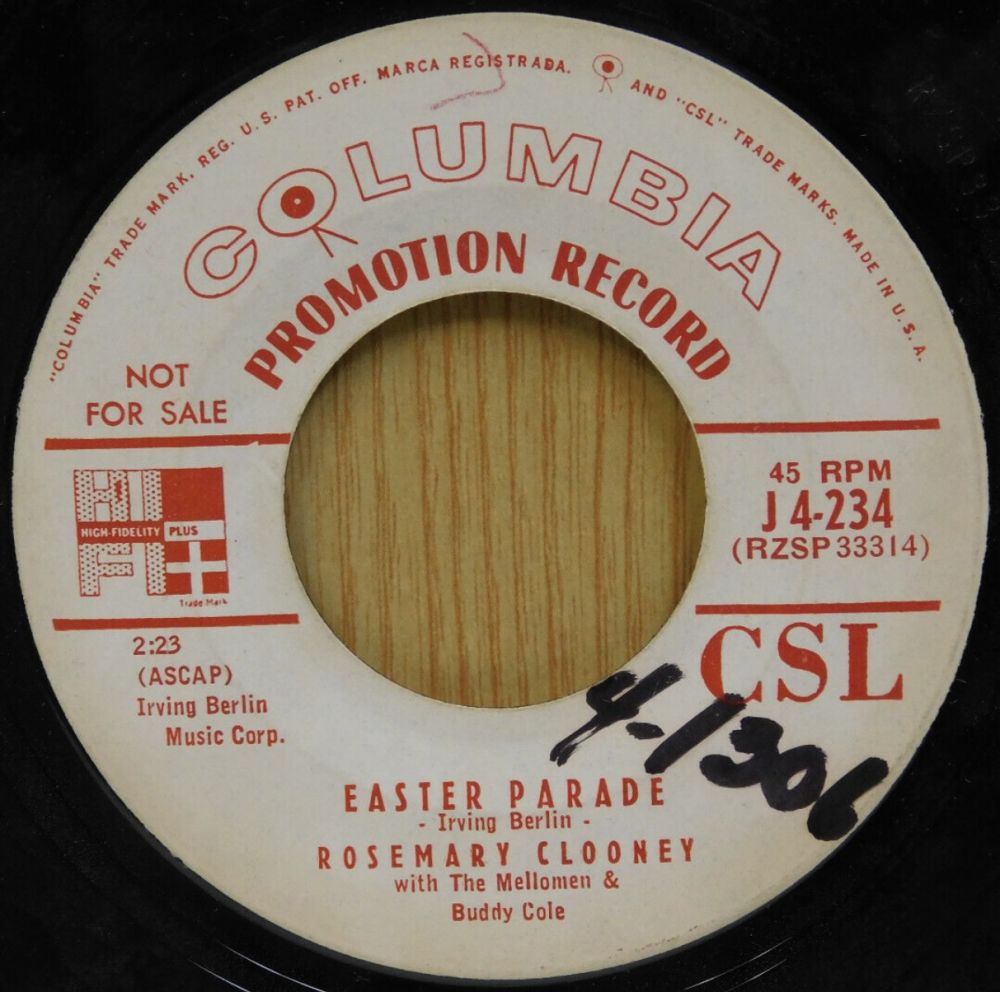 "COLUMBIA" TRADE MARK. REG. U.S. PAT. OFF. MARCA REGISTRADA. AND "CSL" TRADE MARKS. MADE IN U.S.A.
COLUMBIA
PROMOTION RECORD
NOT
FOR SALE
HI
HIGH-FIDELITY PLUS
FI
Trade Mark
45 RPM
J 4-234
(RZSP 33314)
2:23
(ASCAP)
Irving Berlin
Music Corp.
CSL
4-1306
EASTER PARADE
- Irving Berlin -
ROSEMARY CLOONEY
with The Mellomen &
Buddy Cole